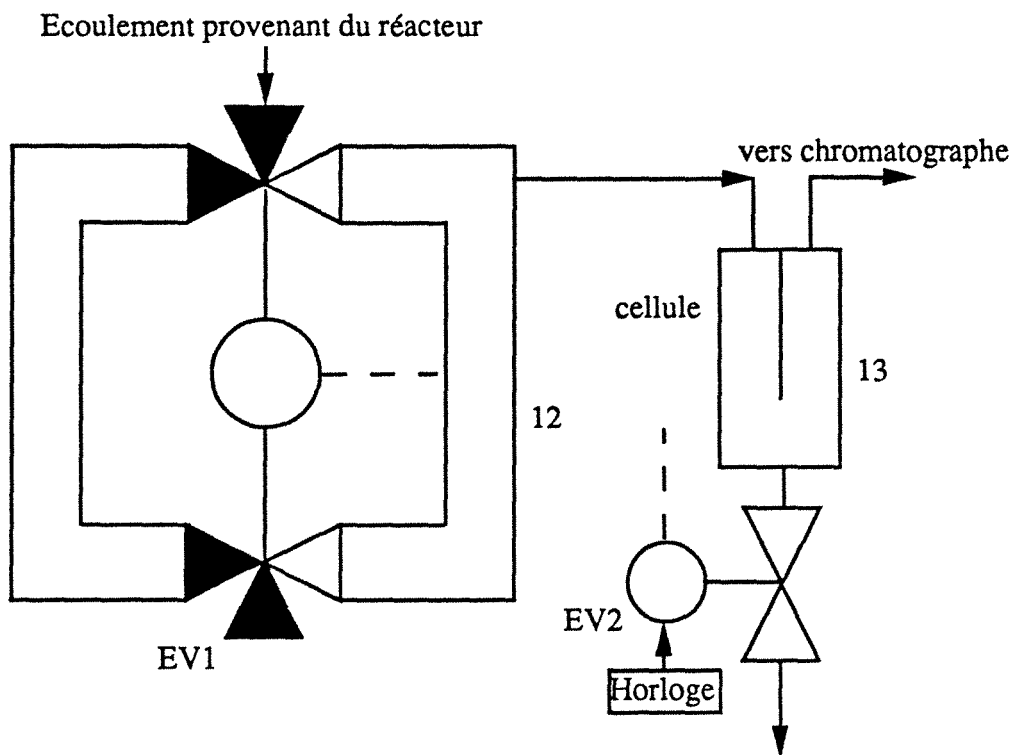 Ecoulement provenant du réacteur
vers chromatographe
cellule
13
12
EV2
EV1
Horloge